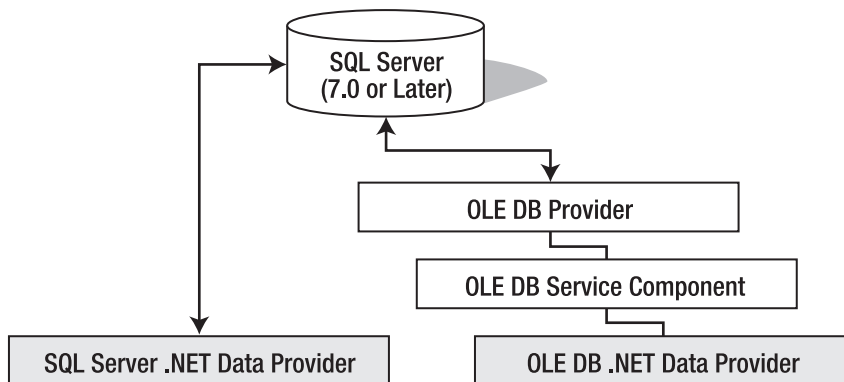 SQL Server
(7.0 or Later)
OLE DB Provider
OLE DB Service Component
SQL Server .NET Data Provider
OLE DB .NET Data Provider